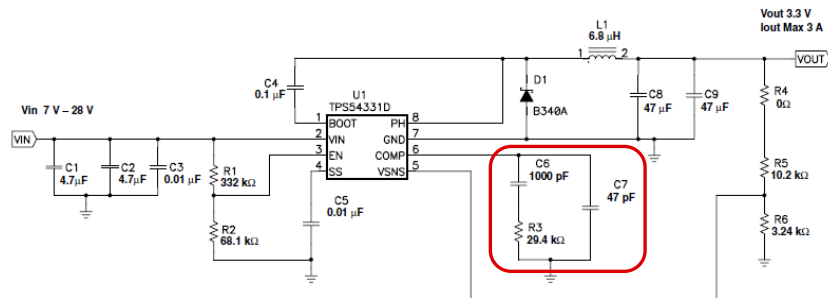 Vout 3.3 V
Iout Max 3 A
L1
6.8 µH
1
2
VOUT
C4
0.1 µF
U1
TPS54331D
D1
B340A
C8
47 µF
C9
47 µF
R4
0Ω
Vin 7 V – 28 V
VIN
1 BOOT PH 8
2 VIN GND 7
3 EN COMP 6
4 SS VSNS 5
C1
4.7µF
C2
4.7µF
C3
0.01 µF
R1
332 kΩ
C6
1000 pF
C7
47 pF
R5
10.2 kΩ
R2
68.1 kΩ
C5
0.01 µF
R3
29.4 kΩ
R6
3.24 kΩ